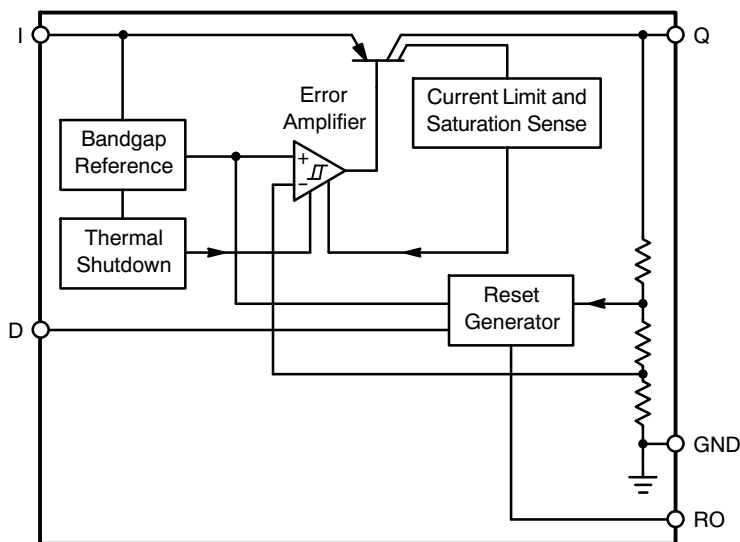 I
Q
Error
Amplifier
Current Limit and
Saturation Sense
Bandgap
Reference
+
−
Thermal
Shutdown
Reset
Generator
D
GND
RO